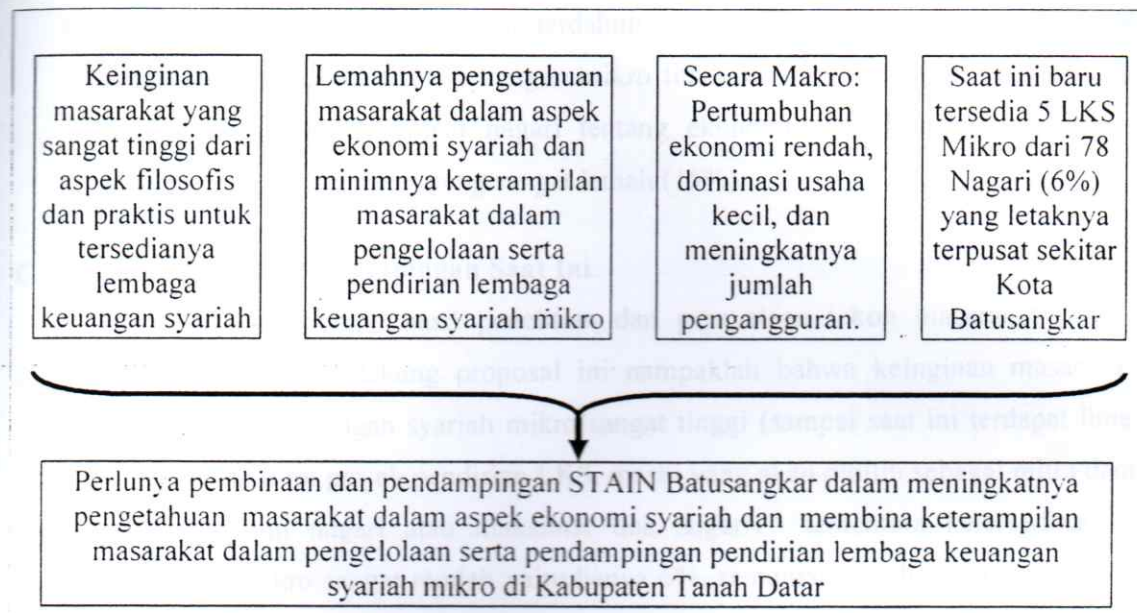 Keinginan
masarakat yang
sangat tinggi dari
aspek filosofis
dan praktis untuk
tersedianya
lembaga
keuangan syariah
Lemahnya pengetahuan
masarakat dalam aspek
ekonomi syariah dan
minimnya keterampilan
masarakat dalam
pengelolaan serta
pendirian lembaga
keuangan syariah mikro
Secara Makro:
Pertumbuhan
ekonomi rendah,
dominasi usaha
kecil, dan
meningkatnya
jumlah
pengangguran.
Saat ini baru
tersedia 5 LKS
Mikro dari 78
Nagari (6%)
yang letaknya
terpusat sekitar
Kota
Batusangkar
Perlunya pembinaan dan pendampingan STAIN Batusangkar dalam meningkatnya
pengetahuan masarakat dalam aspek ekonomi syariah dan membina keterampilan
masarakat dalam pengelolaan serta pendampingan pendirian lembaga keuangan
syariah mikro di Kabupaten Tanah Datar